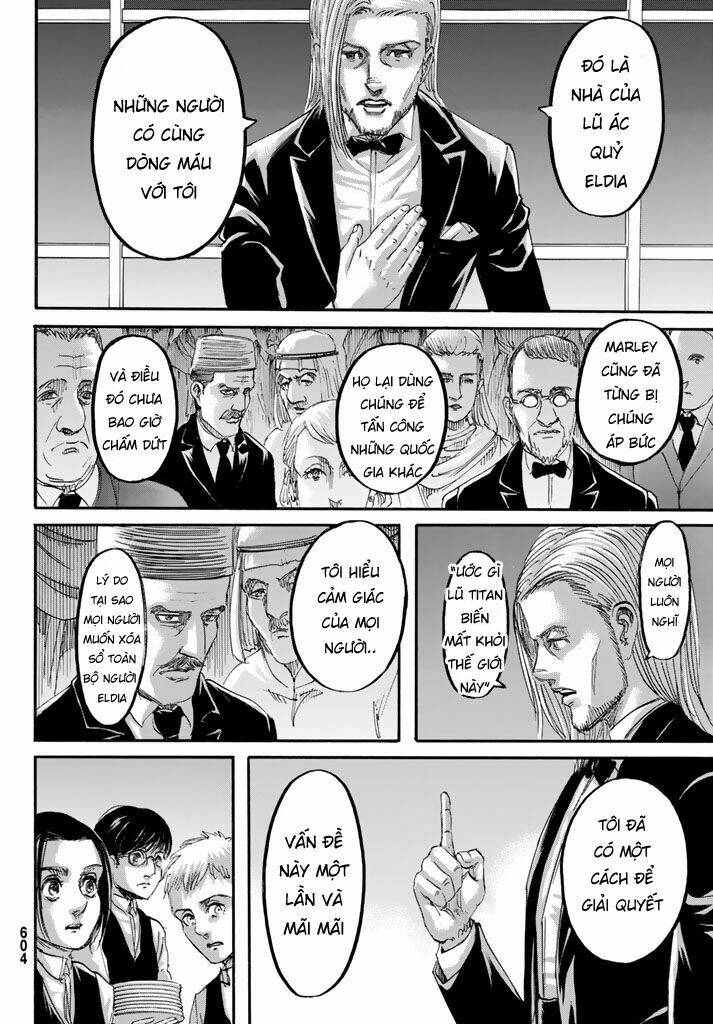 ĐÓ LÀ
NHÀ CỦA
LŨ ÁC
QUỶ
ELDIA
NHỮNG NGƯỜI
CÓ CÙNG
DÒNG MÁU
VỚI TÔI
MARLEY
CŨNG ĐÃ
TỪNG BỊ
CHÚNG
ÁP BỨC
HỌ LẠI DÙNG
CHÚNG ĐỂ
TẤN CÔNG
NHỮNG QUỐC
GIA KHÁC
VÀ ĐIỀU
ĐÓ CHƯA
BAO GIỜ
CHẤM DỨT
MỌI
NGƯỜI
LUÔN
NGHĨ
"ƯỚC GÌ
LŨ TITAN
BIẾN
MẤT KHỎI
THẾ GIỚI
NÀY"
TÔI HIỂU
CẢM GIÁC
CỦA MỌI
NGƯỜI..
LÝ DO
TẠI SAO
MỌI NGƯỜI
MUỐN XÓA
SỔ TOÀN
BỘ NGƯỜI
ELDIA
TÔI ĐÃ
CÓ MỘT
CÁCH ĐỂ
GIẢI QUYẾT
VẤN ĐỀ
NÀY MỘT
LẦN VÀ
MÃI MÃI
604